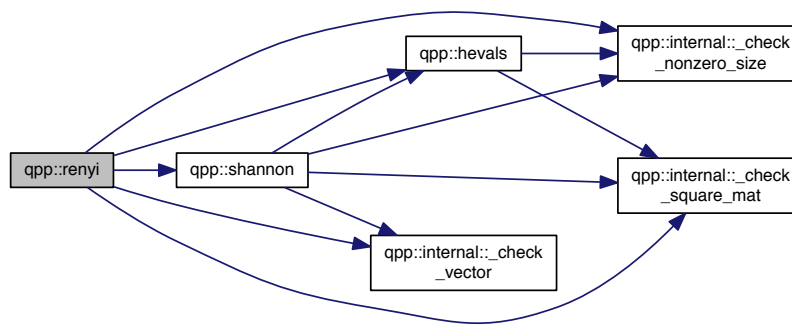 qpp::renyi
qpp::shannon
qpp::hevals
qpp::internal::_check
_vector
qpp::internal::_check
_nonzero_size
qpp::internal::_check
_square_mat